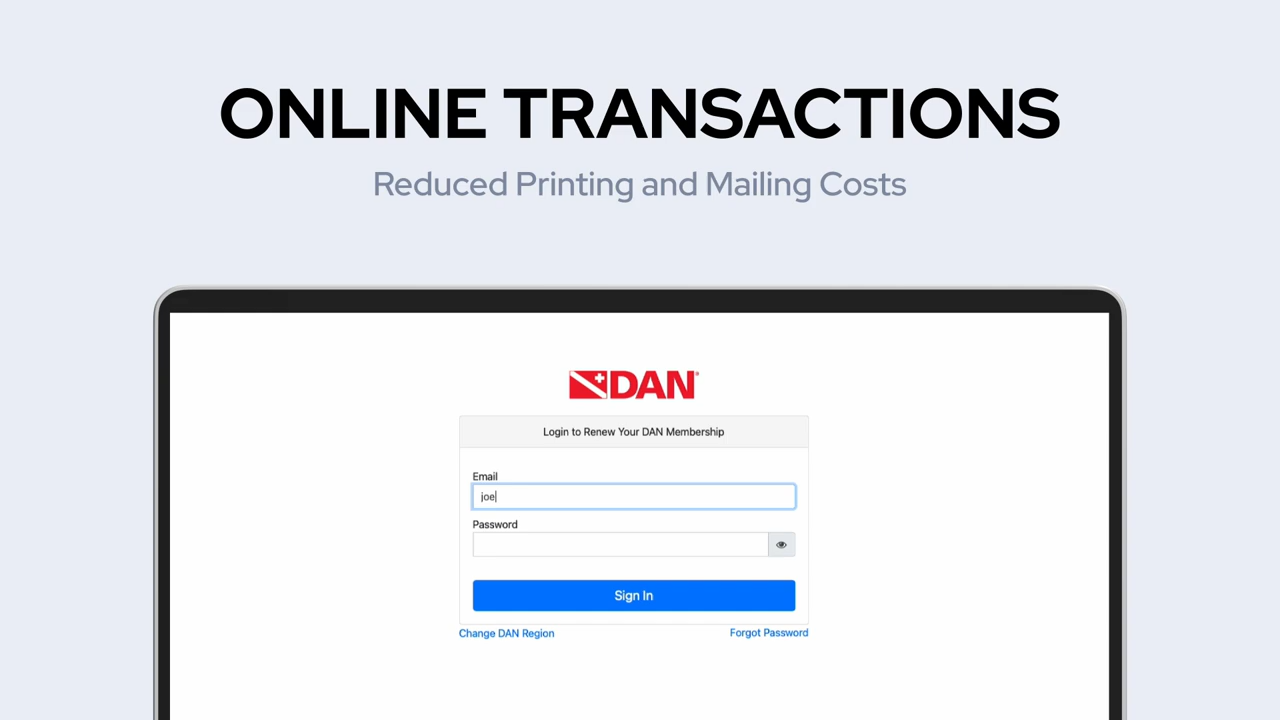 ONLINE TRANSACTIONS
Reduced Printing and Mailing Costs
DAN®
Login to Renew Your DAN Membership
Email
joe
Password
Sign In
Change DAN Region
Forgot Password